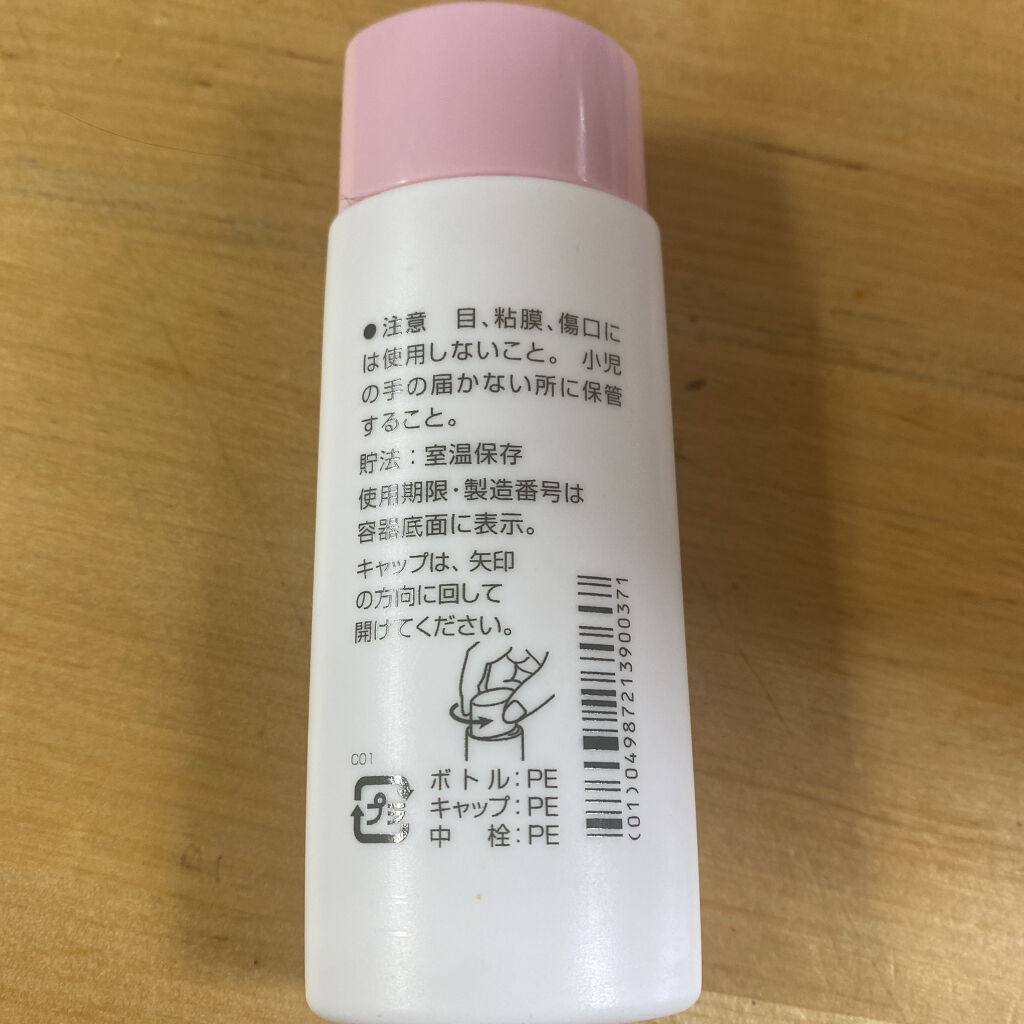 ●注意　目、粘膜、傷口に
は使用しないこと。 小児
の手の届かない所に保管
すること。
貯法：室温保存
使用期限・製造番号は
容器底面に表示。
キャップは、矢印
の方向に回して
開けてください。
C01
プラ
ボトル：PE
キャップ：PE
中　栓：PE
(01)04987213900371